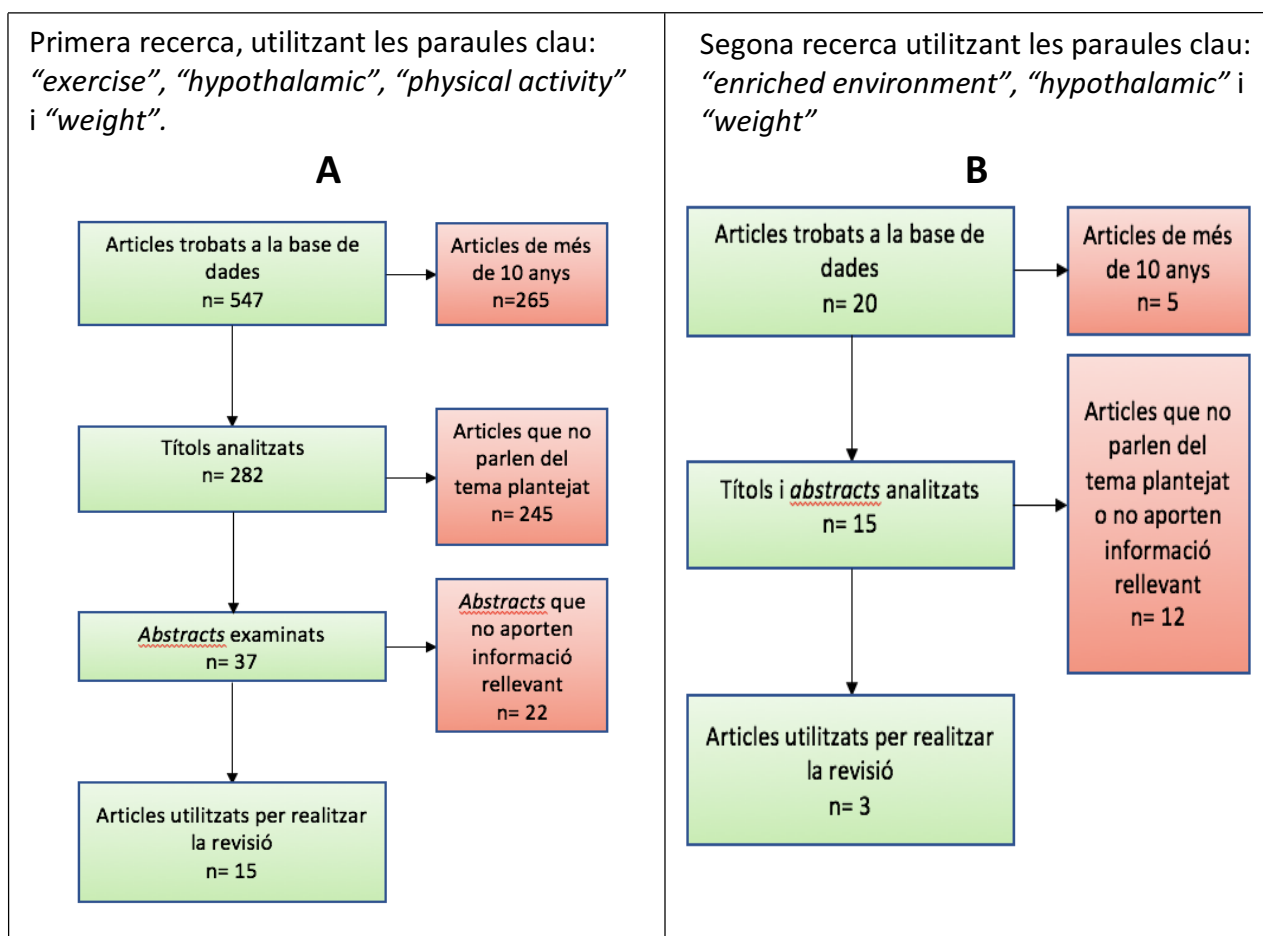 Primera recerca, utilitzant les paraules clau:
“exercise”, “hypothalamic”, “physical activity”
i “weight”.
A
Articles trobats a la base de
dades
n= 547
Articles de més
de 10 anys
n=265
Títols analitzats
n= 282
Articles que no
parlen del
tema plantejat
n= 245
Abstracts examinats
n= 37
Abstracts que
no aporten
informació
rellevant
n= 22
Articles utilitzats per realitzar
la revisió
n= 15
Segona recerca utilitzant les paraules clau:
“enriched environment”, “hypothalamic” i
“weight”
B
Articles trobats a la base de
dades
n= 20
Articles de més
de 10 anys
n= 5
Títols i abstracts analitzats
n= 15
Articles que no
parlen del
tema plantejat
o no aporten
informació
rellevant
n= 12
Articles utilitzats per realitzar
la revisió
n= 3